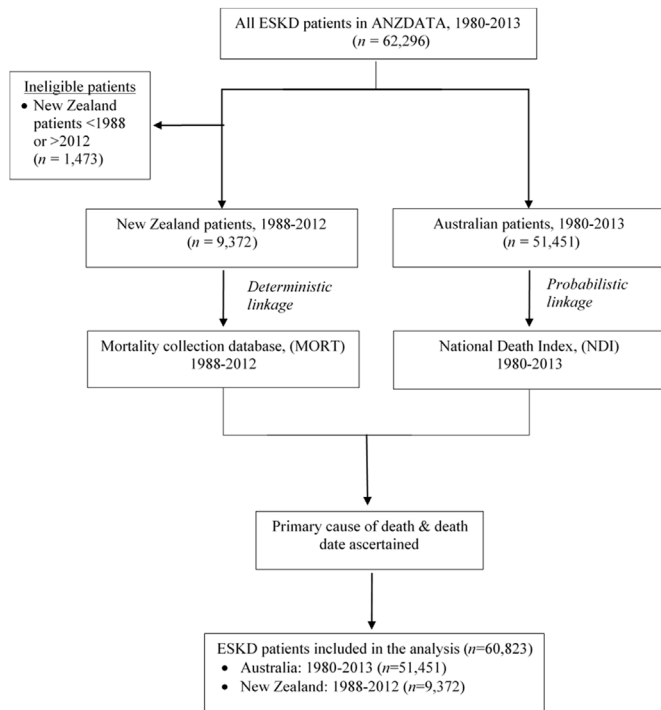 All ESKD patients in ANZDATA, 1980-2013
(n = 62,296)
Ineligible patients
• New Zealand
patients <1988
or >2012
(n = 1,473)
New Zealand patients, 1988-2012
(n = 9,372)
Australian patients, 1980-2013
(n = 51,451)
Deterministic
linkage
Probabilistic
linkage
Mortality collection database, (MORT)
1988-2012
National Death Index, (NDI)
1980-2013
Primary cause of death & death
date ascertained
ESKD patients included in the analysis (n=60,823)
• Australia: 1980-2013 (n=51,451)
• New Zealand: 1988-2012 (n=9,372)